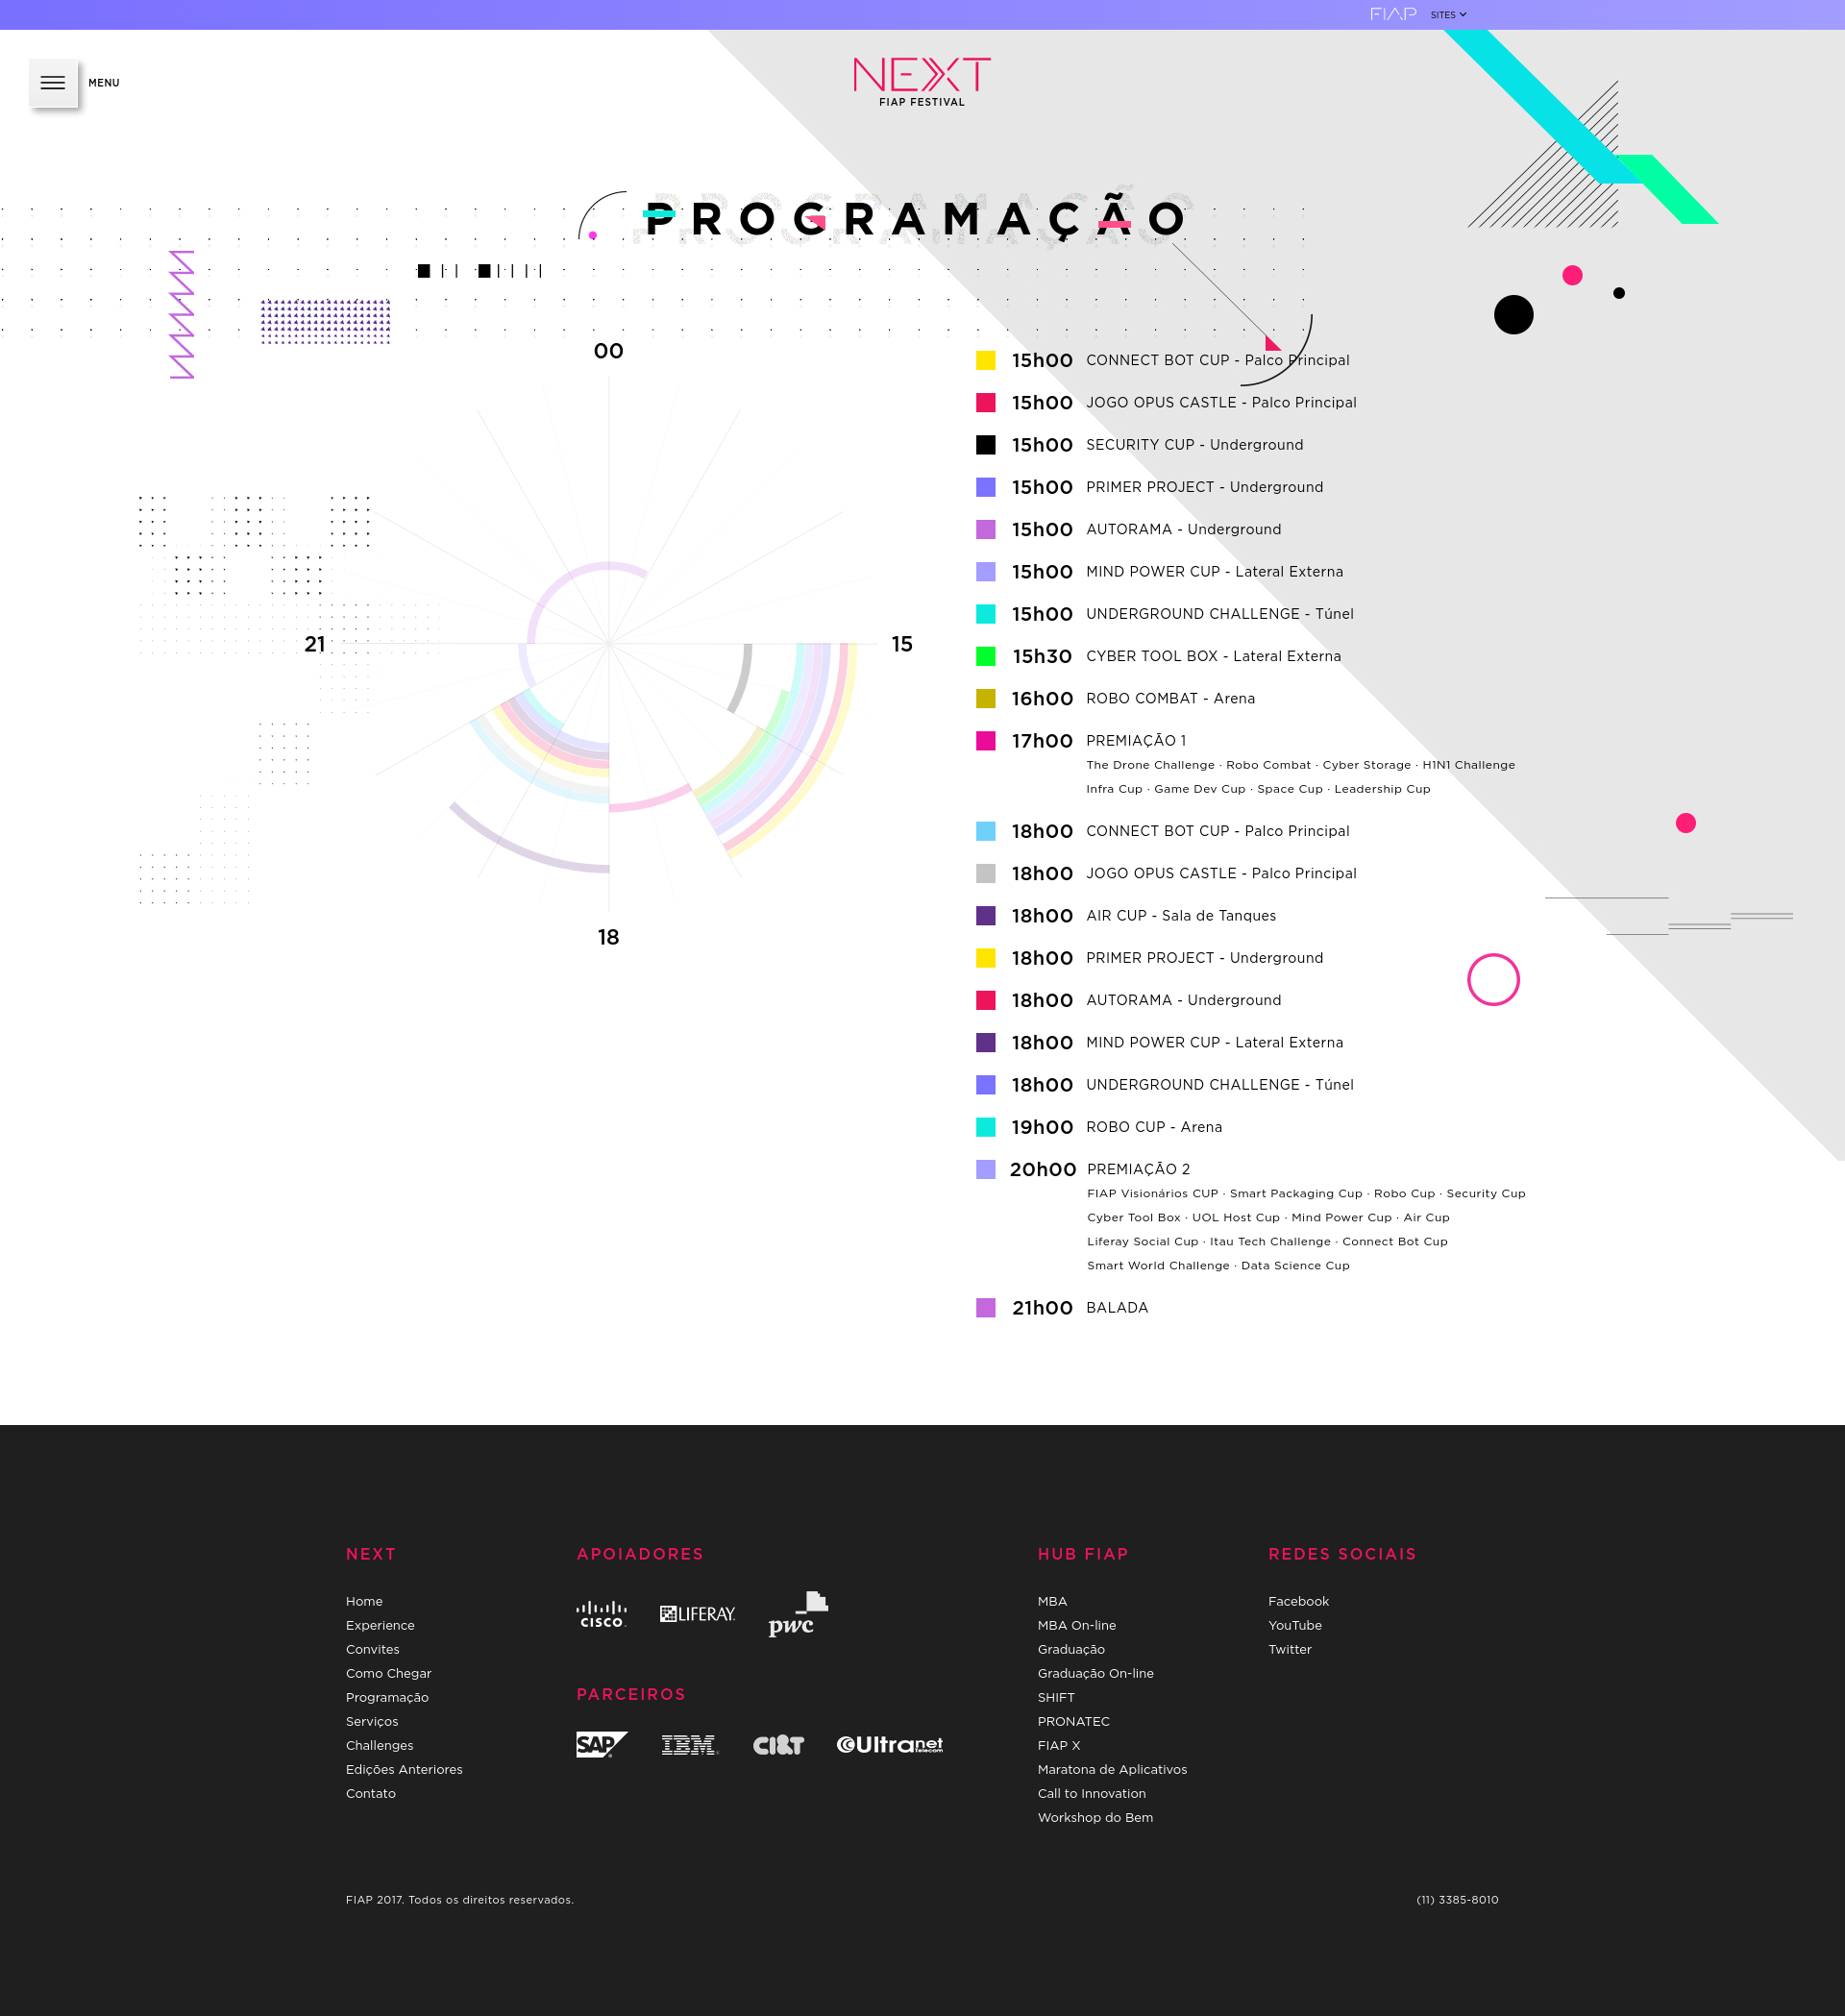 FIAP SITES
MENU
NEXT
FIAP FESTIVAL
PROGRAMAÇÃO
00
21
15
18
15h00 CONNECT BOT CUP - Palco Principal
15h00 JOGO OPUS CASTLE - Palco Principal
15h00 SECURITY CUP - Underground
15h00 PRIMER PROJECT - Underground
15h00 AUTORAMA - Underground
15h00 MIND POWER CUP - Lateral Externa
15h00 UNDERGROUND CHALLENGE - Túnel
15h30 CYBER TOOL BOX - Lateral Externa
16h00 ROBO COMBAT - Arena
17h00 PREMIAÇÃO 1
The Drone Challenge · Robo Combat · Cyber Storage · H1N1 Challenge
Infra Cup · Game Dev Cup · Space Cup · Leadership Cup
18h00 CONNECT BOT CUP - Palco Principal
18h00 JOGO OPUS CASTLE - Palco Principal
18h00 AIR CUP - Sala de Tanques
18h00 PRIMER PROJECT - Underground
18h00 AUTORAMA - Underground
18h00 MIND POWER CUP - Lateral Externa
18h00 UNDERGROUND CHALLENGE - Túnel
19h00 ROBO CUP - Arena
20h00 PREMIAÇÃO 2
FIAP Visionários CUP · Smart Packaging Cup · Robo Cup · Security Cup
Cyber Tool Box · UOL Host Cup · Mind Power Cup · Air Cup
Liferay Social Cup · Itau Tech Challenge · Connect Bot Cup
Smart World Challenge · Data Science Cup
21h00 BALADA
NEXT
Home
Experience
Convites
Como Chegar
Programação
Serviços
Challenges
Edições Anteriores
Contato
APOIADORES
CISCO LIFERAY. pwc
PARCEIROS
SAP IBM CI&T Ultranet Telecom
HUB FIAP
MBA
MBA On-line
Graduação
Graduação On-line
SHIFT
PRONATEC
FIAP X
Maratona de Aplicativos
Call to Innovation
Workshop do Bem
REDES SOCIAIS
Facebook
YouTube
Twitter
FIAP 2017. Todos os direitos reservados.
(11) 3385-8010